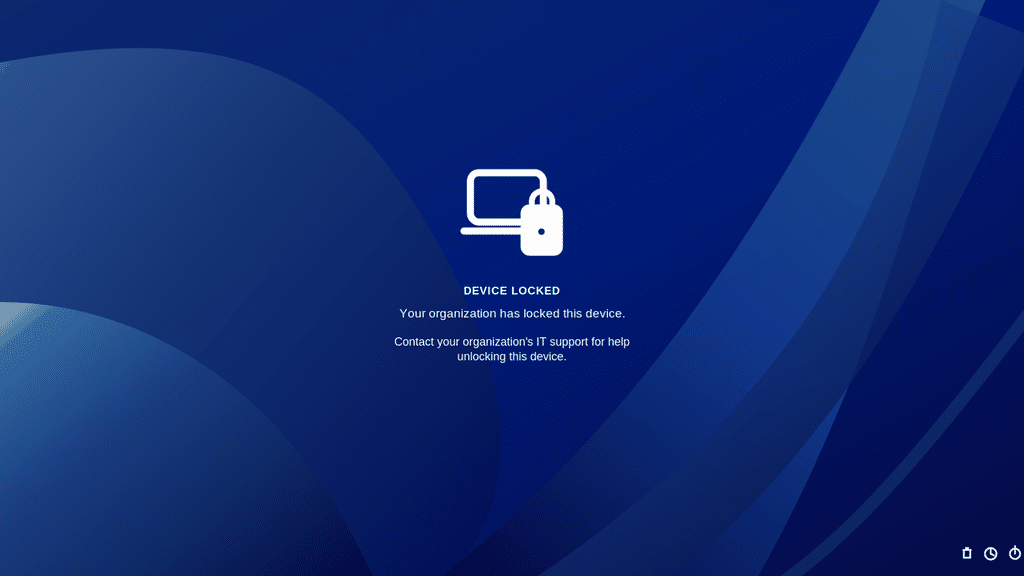 DEVICE LOCKED
Your organization has locked this device.
Contact your organization's IT support for help
unlocking this device.